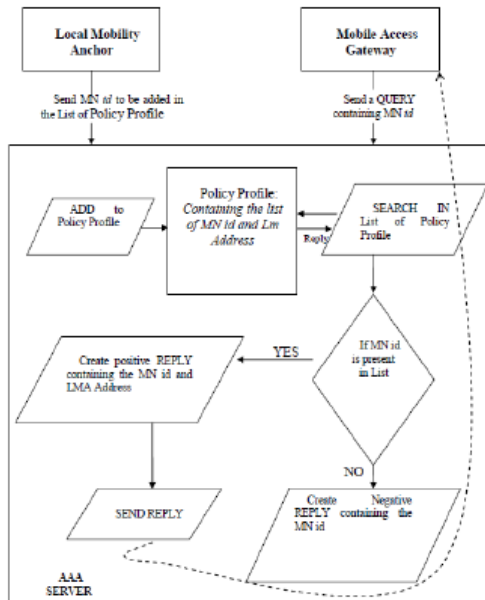 Local Mobility
Anchor
Mobile Access
Gateway
Send MN id to be added in
the List of Policy Profile
Send a QUERY
containing MN id
ADD to
Policy Profile
Policy Profile:
Containing the list
of MN id and Lm
Address
Reply
SEARCH IN
List of Policy
Profile
If MN id
is present
in List
YES
Create positive REPLY
containing the MN id and
LMA Address
NO
SEND REPLY
Create Negative
REPLY containing the
MN id
AAA
SERVER